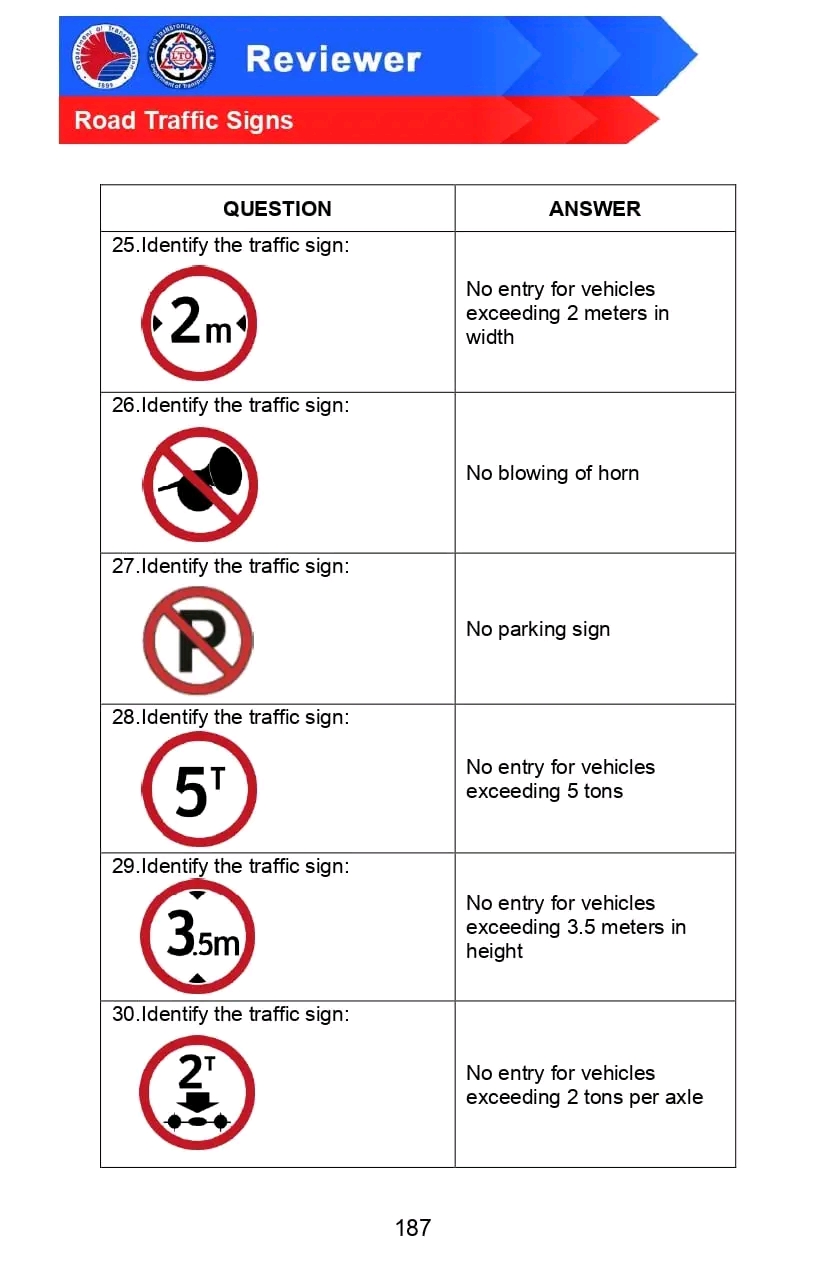 Department of Transportation
1899
LAND TRANSPORTATION OFFICE
LTO
Department of Transportation
Reviewer
Road Traffic Signs
QUESTION
ANSWER
25.Identify the traffic sign:
2m
No entry for vehicles
exceeding 2 meters in
width
26.Identify the traffic sign:
No blowing of horn
27.Identify the traffic sign:
P
No parking sign
28.Identify the traffic sign:
5T
No entry for vehicles
exceeding 5 tons
29.Identify the traffic sign:
3.5m
No entry for vehicles
exceeding 3.5 meters in
height
30.Identify the traffic sign:
2T
No entry for vehicles
exceeding 2 tons per axle
187